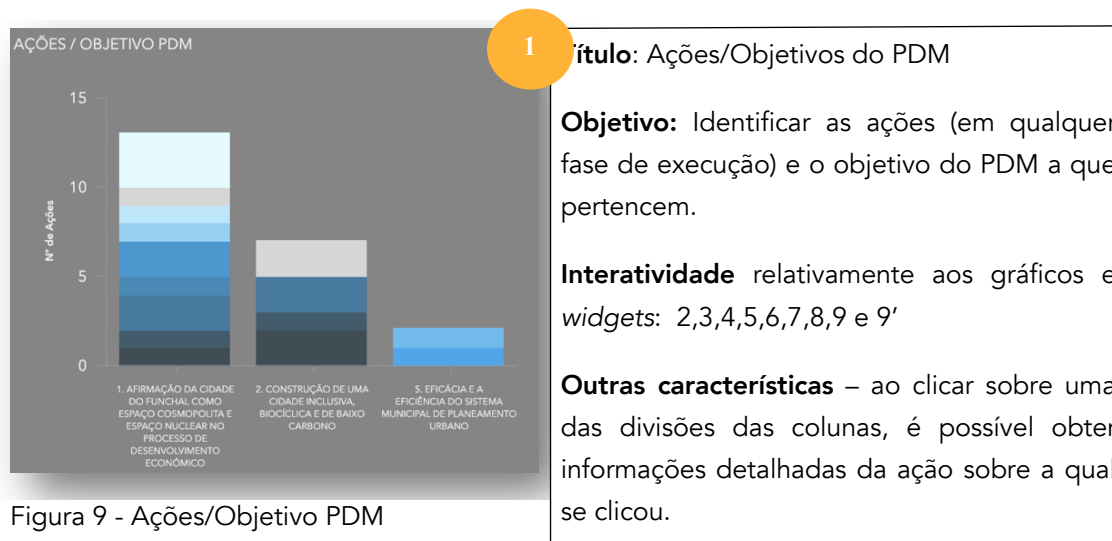 AÇÕES / OBJETIVO PDM
15
10
5
0
Nº de Ações
1. AFIRMAÇÃO DA CIDADE
DO FUNCHAL COMO
ESPAÇO COSMOPOLITA E
ESPAÇO NUCLEAR NO
PROCESSO DE
DESENVOLVIMENTO
ECONÓMICO
2. CONSTRUÇÃO DE UMA
CIDADE INCLUSIVA,
BIOCÍCLICA E DE BAIXO
CARBONO
5. EFICÁCIA E A
EFICIÊNCIA DO SISTEMA
MUNICIPAL DE PLANEAMENTO
URBANO
Figura 9 - Ações/Objetivo PDM
1
Título: Ações/Objetivos do PDM
Objetivo: Identificar as ações (em qualquer
fase de execução) e o objetivo do PDM a que
pertencem.
Interatividade relativamente aos gráficos e
widgets: 2,3,4,5,6,7,8,9 e 9’
Outras características – ao clicar sobre uma
das divisões das colunas, é possível obter
informações detalhadas da ação sobre a qual
se clicou.